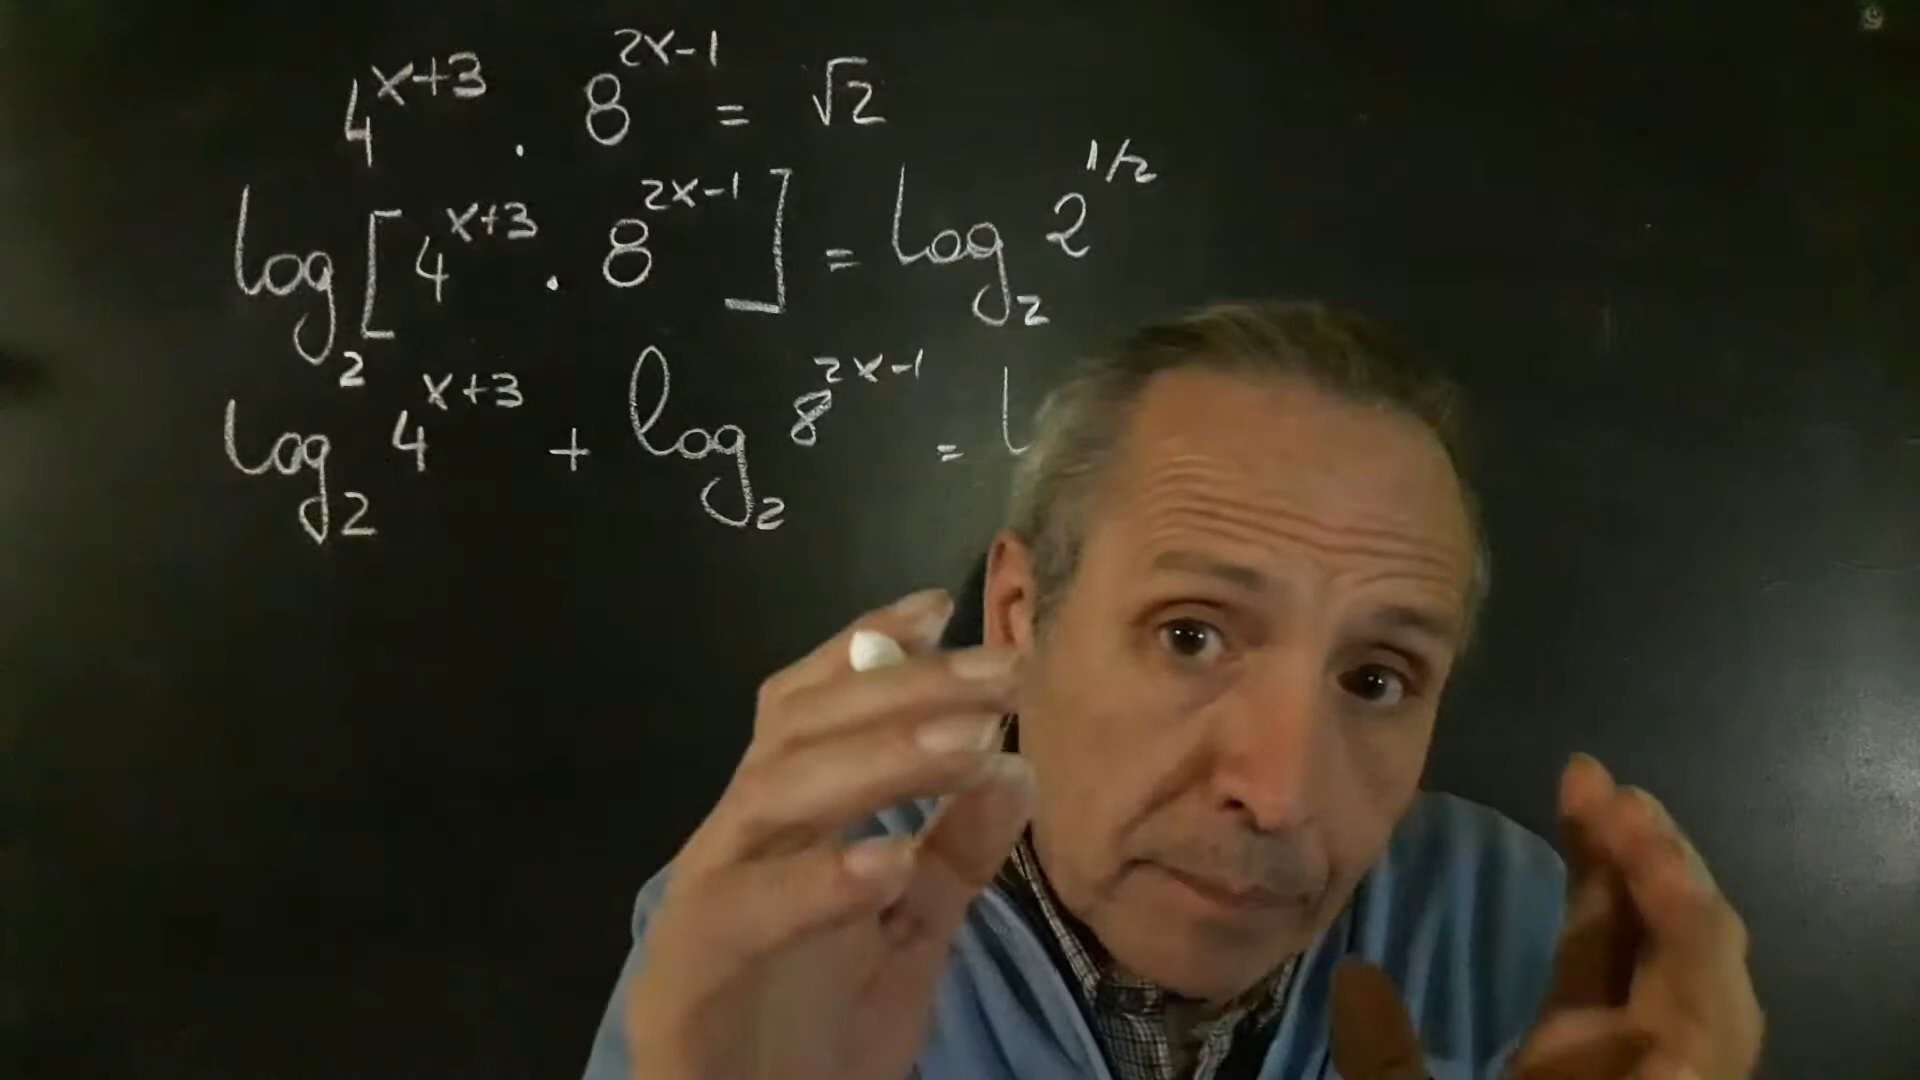 4^{x+3} · 8^{2x-1} = √2
log_2 [4^{x+3} · 8^{2x-1}] = log_2 2^{1/2}
log_2 4^{x+3} + log_2 8^{2x-1} = l